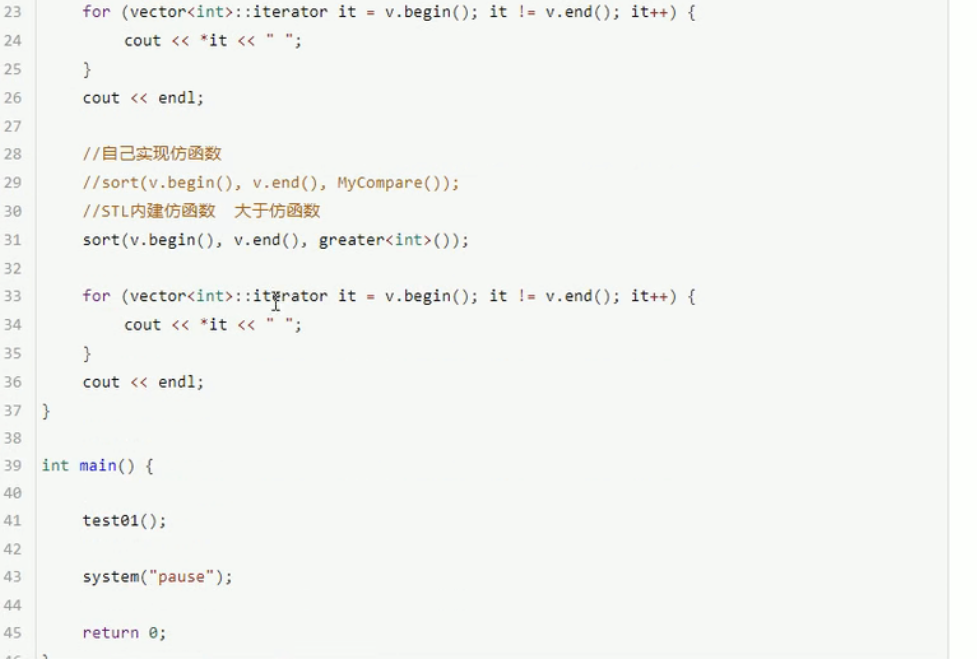 23 for (vector<int>::iterator it = v.begin(); it != v.end(); it++) {
24 cout << *it << " ";
25 }
26 cout << endl;
27
28 //自己实现仿函数
29 //sort(v.begin(), v.end(), MyCompare());
30 //STL内建仿函数 大于仿函数
31 sort(v.begin(), v.end(), greater<int>());
32
33 for (vector<int>::iterator it = v.begin(); it != v.end(); it++) {
34 cout << *it << " ";
35 }
36 cout << endl;
37 }
38
39 int main() {
40
41 test01();
42
43 system("pause");
44
45 return 0;